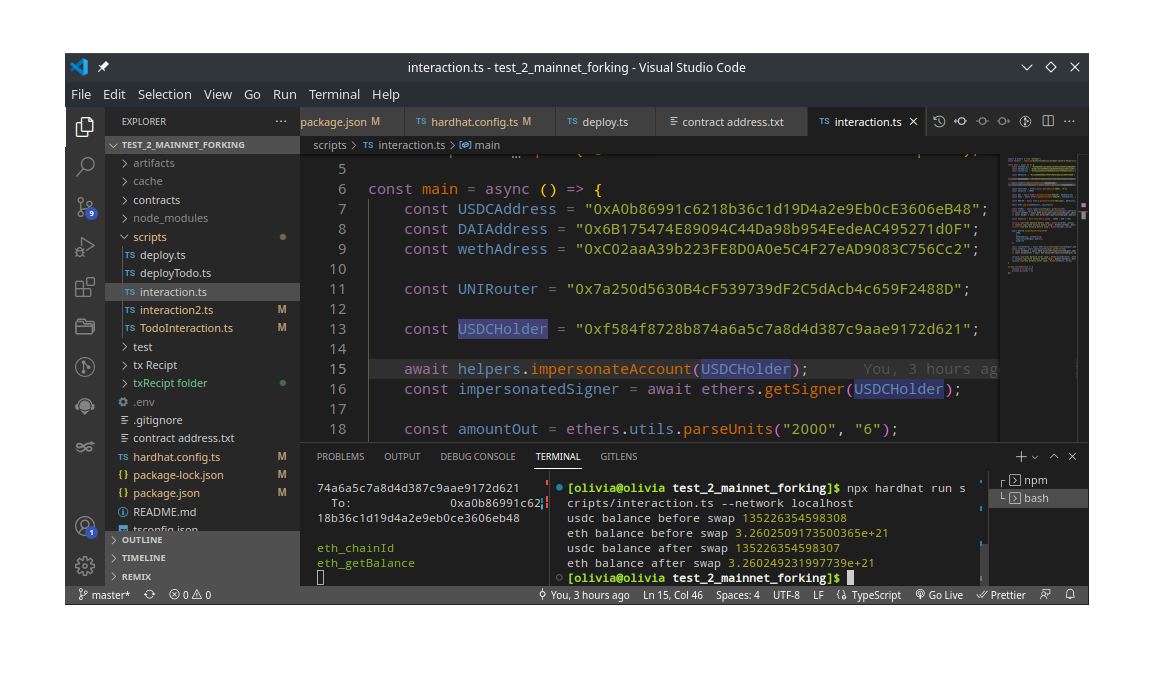 interaction.ts - test_2_mainnet_forking - Visual Studio Code
File Edit Selection View Go Run Terminal Help
EXPLORER
TEST_2_MAINNET_FORKING
artifacts
cache
contracts
node_modules
scripts
TS deploy.ts
TS deployTodo.ts
TS interaction.ts
TS interaction2.ts M
TS TodoInteraction.ts M
test
tx Recipt
txRecipt folder
.env
.gitignore
contract address.txt
TS hardhat.config.ts M
{} package-lock.json M
{} package.json M
README.md
tsconfig.json
OUTLINE
TIMELINE
REMIX
9
1
package.json M TS hardhat.config.ts M TS deploy.ts contract address.txt TS interaction.ts
scripts > TS interaction.ts > main
5
6 const main = async () => {
7 const USDCAddress = "0xA0b86991c6218b36c1d19D4a2e9Eb0cE3606eB48";
8 const DAIAddress = "0x6B175474E89094C44Da98b954EedeAC495271d0F";
9 const wethAdress = "0xC02aaA39b223FE8D0A0e5C4F27eAD9083C756Cc2";
10
11 const UNIRouter = "0x7a250d5630B4cF539739dF2C5dAcb4c659F2488D";
12
13 const USDCHolder = "0xf584f8728b874a6a5c7a8d4d387c9aae9172d621";
14
15 await helpers.impersonateAccount(USDCHolder); You, 3 hours ag
16 const impersonatedSigner = await ethers.getSigner(USDCHolder);
17
18 const amountOut = ethers.utils.parseUnits("2000", "6");
PROBLEMS OUTPUT DEBUG CONSOLE TERMINAL GITLENS
74a6a5c7a8d4d387c9aae9172d621
To: 0xa0b86991c62
18b36c1d19d4a2e9eb0ce3606eb48
eth_chainId
eth_getBalance
[olivia@olivia test_2_mainnet_forking]$ npx hardhat run s
cripts/interaction.ts --network localhost
usdc balance before swap 135226354598308
eth balance before swap 3.2602509173500365e+21
usdc balance after swap 135226354598307
eth balance after swap 3.260249231997739e+21
[olivia@olivia test_2_mainnet_forking]$
npm
bash
master* 0 0 You, 3 hours ago Ln 15, Col 46 Spaces: 4 UTF-8 LF TypeScript Go Live Prettier